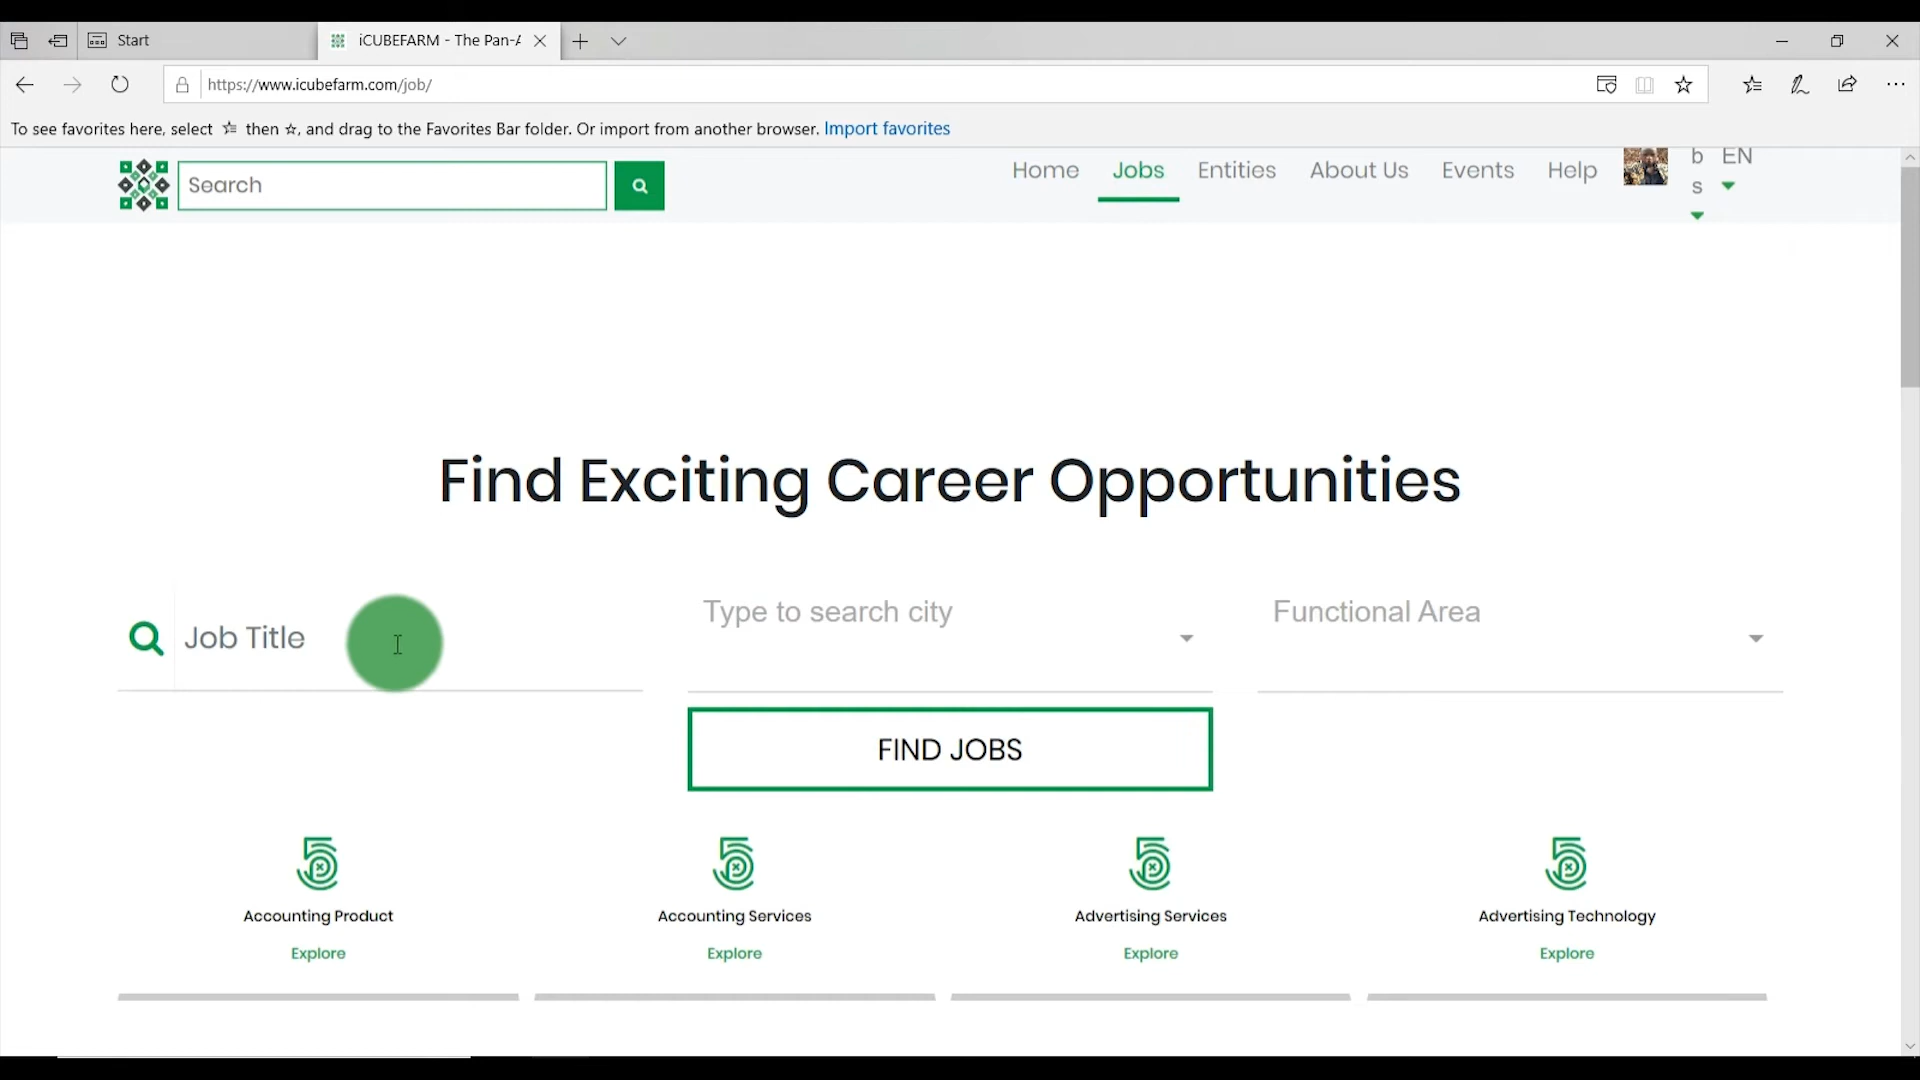 Start
iCUBEFARM - The Pan-A
https://www.icubefarm.com/job/
To see favorites here, select then ☆, and drag to the Favorites Bar folder. Or import from another browser. Import favorites
Search
Home Jobs Entities About Us Events Help
b
s
EN
Find Exciting Career Opportunities
Job Title
Type to search city
Functional Area
FIND JOBS
Accounting Product
Explore
Accounting Services
Explore
Advertising Services
Explore
Advertising Technology
Explore